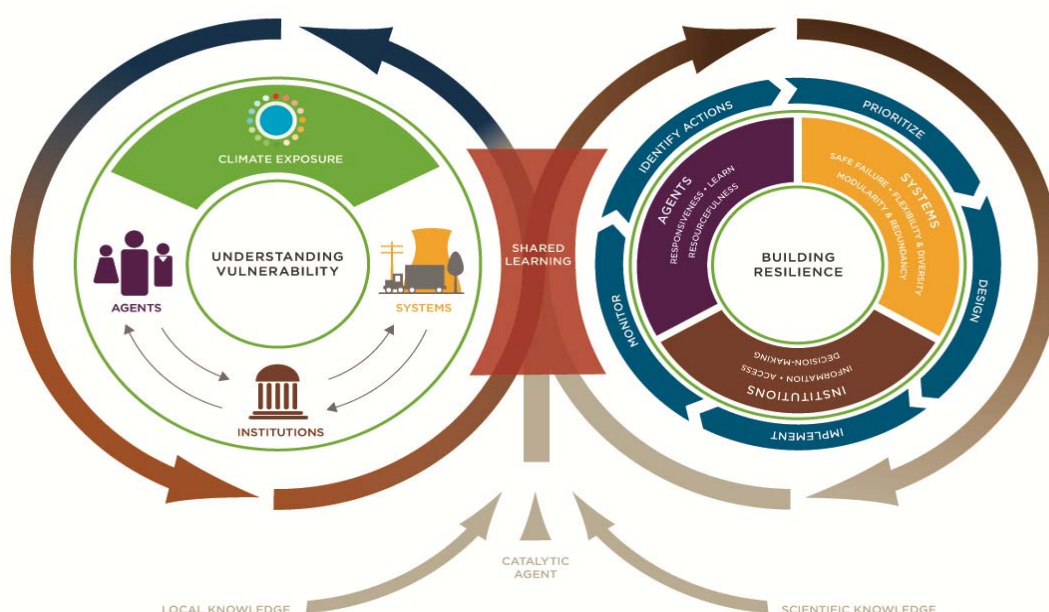 CLIMATE EXPOSURE
UNDERSTANDING
VULNERABILITY
AGENTS
SYSTEMS
INSTITUTIONS
SHARED
LEARNING
IDENTIFY ACTIONS
PRIORITIZE
DESIGN
IMPLEMENT
MONITOR
AGENTS
RESPONSIVENESS • LEARN
RESOURCEFULNESS
SYSTEMS
SAFE FAILURE • FLEXIBILITY & DIVERSITY
MODULARITY & REDUNDANCY
BUILDING
RESILIENCE
INSTITUTIONS
INFORMATION • ACCESS
DECISION-MAKING
CATALYTIC
AGENT
LOCAL KNOWLEDGE
SCIENTIFIC KNOWLEDGE